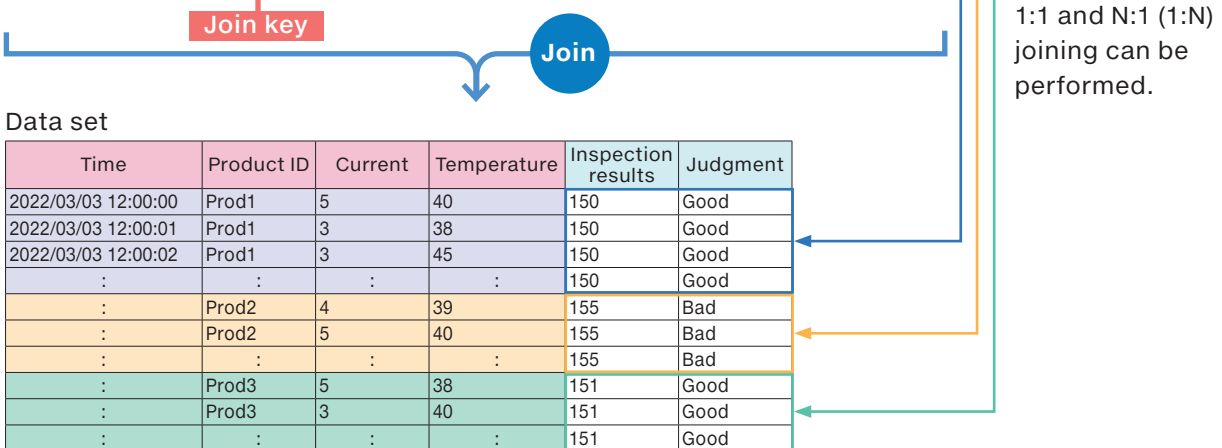 Join key
Join
1:1 and N:1 (1:N)
joining can be
performed.
Data set
Time Product ID Current Temperature Inspection results Judgment
2022/03/03 12:00:00 Prod1 5 40 150 Good
2022/03/03 12:00:01 Prod1 3 38 150 Good
2022/03/03 12:00:02 Prod1 3 45 150 Good
: : : : 150 Good
: Prod2 4 39 155 Bad
: Prod2 5 40 155 Bad
: : : : 155 Bad
: Prod3 5 38 151 Good
: Prod3 3 40 151 Good
: : : : 151 Good